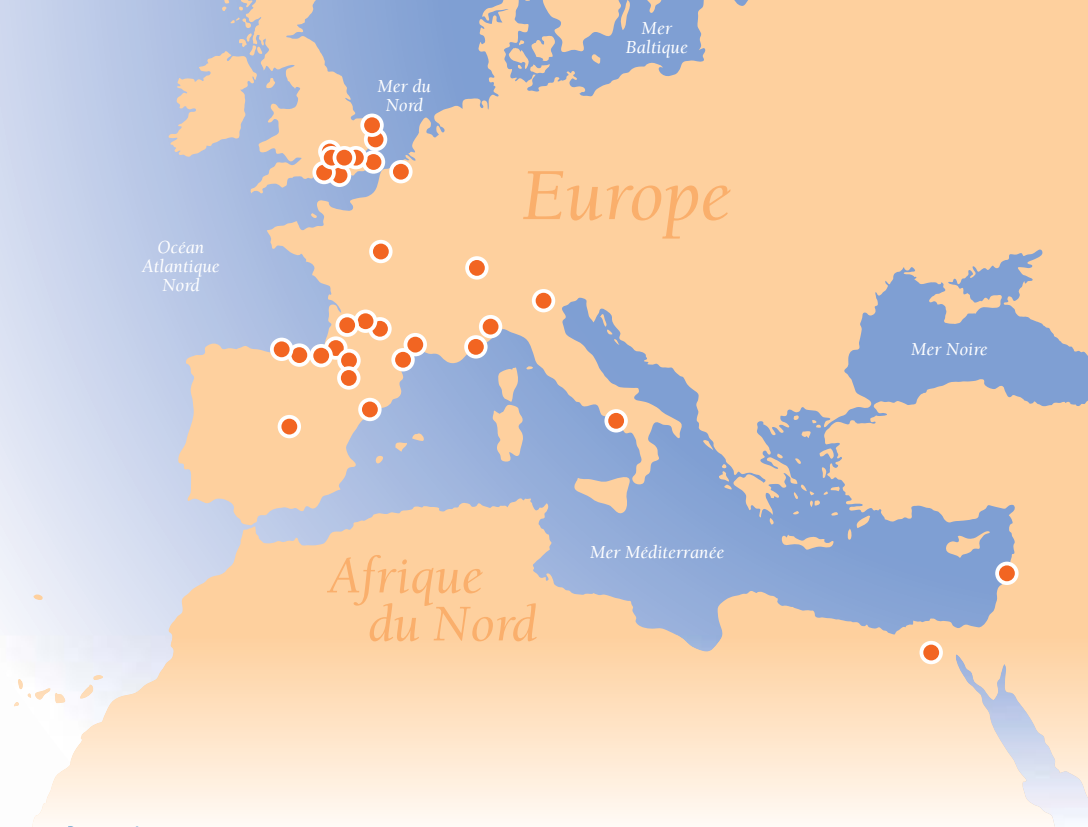 Mer
Baltique
Mer du
Nord
Europe
Océan
Atlantique
Nord
Mer Noire
Mer Méditerranée
Afrique
du Nord